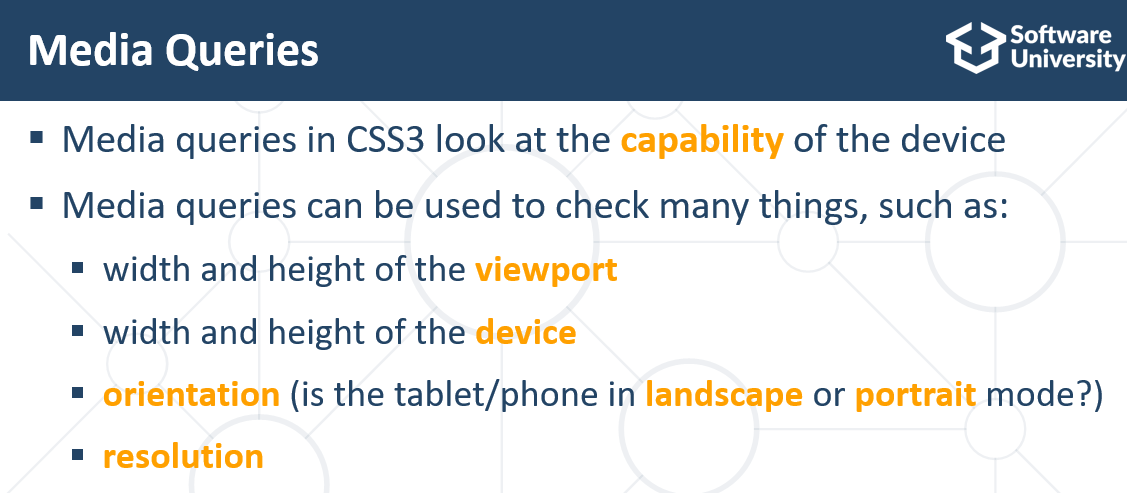 Media Queries
Software
University
▪ Media queries in CSS3 look at the capability of the device
▪ Media queries can be used to check many things, such as:
▪ width and height of the viewport
▪ width and height of the device
▪ orientation (is the tablet/phone in landscape or portrait mode?)
▪ resolution